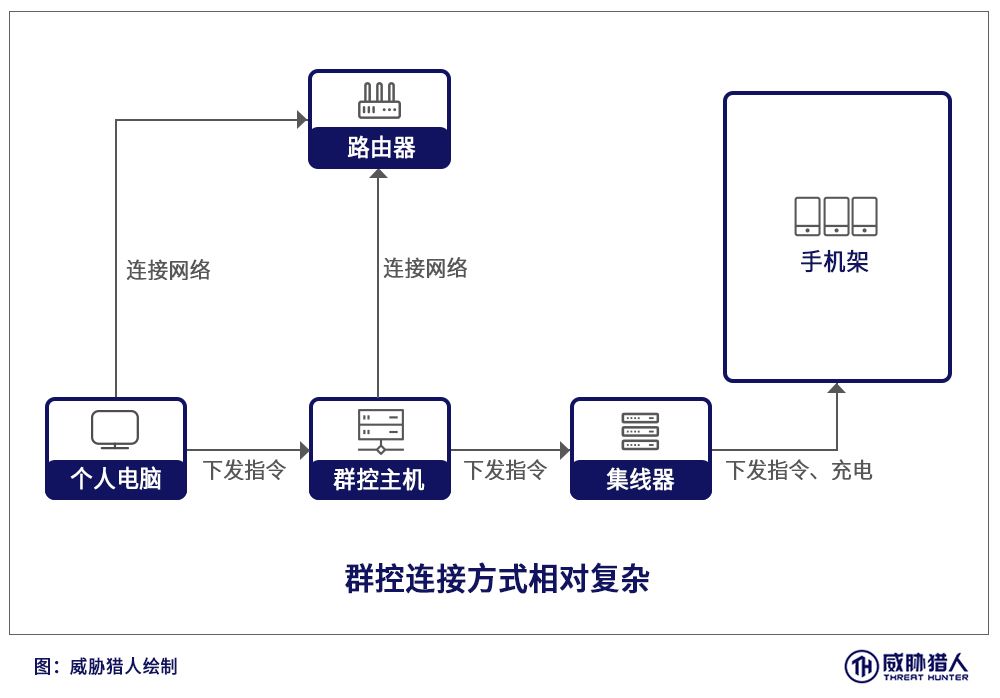 路由器
手机架
连接网络
连接网络
个人电脑
下发指令
群控主机
下发指令
集线器
下发指令、充电
群控连接方式相对复杂
图：威胁猎人绘制
TH
威胁猎人
THREAT HUNTER